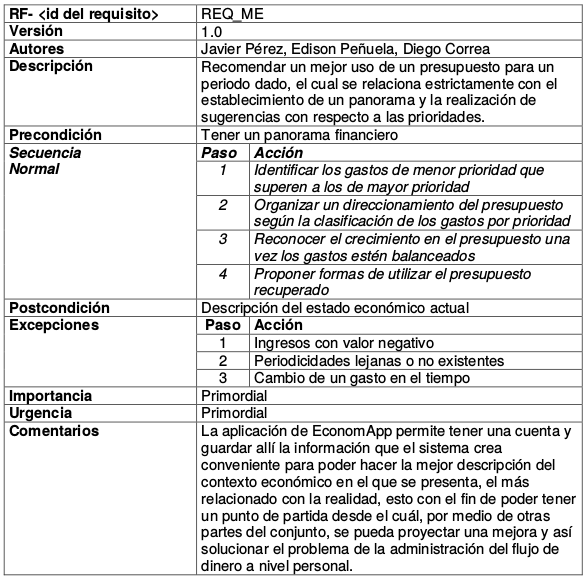 RF- <id del requisito> REQ_ME
Versión 1.0
Autores Javier Pérez, Edison Peñuela, Diego Correa
Descripción Recomendar un mejor uso de un presupuesto para un
periodo dado, el cual se relaciona estrictamente con el
establecimiento de un panorama y la realización de
sugerencias con respecto a las prioridades.
Precondición Tener un panorama financiero
Secuencia Paso Acción
Normal 1 Identificar los gastos de menor prioridad que
superen a los de mayor prioridad
2 Organizar un direccionamiento del presupuesto
según la clasificación de los gastos por prioridad
3 Reconocer el crecimiento en el presupuesto una
vez los gastos estén balanceados
4 Proponer formas de utilizar el presupuesto
recuperado
Postcondición Descripción del estado económico actual
Excepciones Paso Acción
1 Ingresos con valor negativo
2 Periodicidades lejanas o no existentes
3 Cambio de un gasto en el tiempo
Importancia Primordial
Urgencia Primordial
Comentarios La aplicación de EconomApp permite tener una cuenta y
guardar allí la información que el sistema crea
conveniente para poder hacer la mejor descripción del
contexto económico en el que se presenta, el más
relacionado con la realidad, esto con el fin de poder tener
un punto de partida desde el cuál, por medio de otras
partes del conjunto, se pueda proyectar una mejora y así
solucionar el problema de la administración del flujo de
dinero a nivel personal.